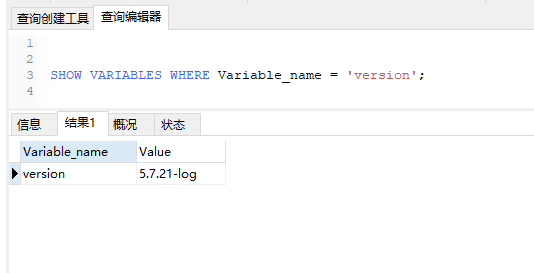 查询创建工具 查询编辑器
1
2
3 SHOW VARIABLES WHERE Variable_name = 'version';
4
信息 结果1 概况 状态
Variable_name Value
version 5.7.21-log